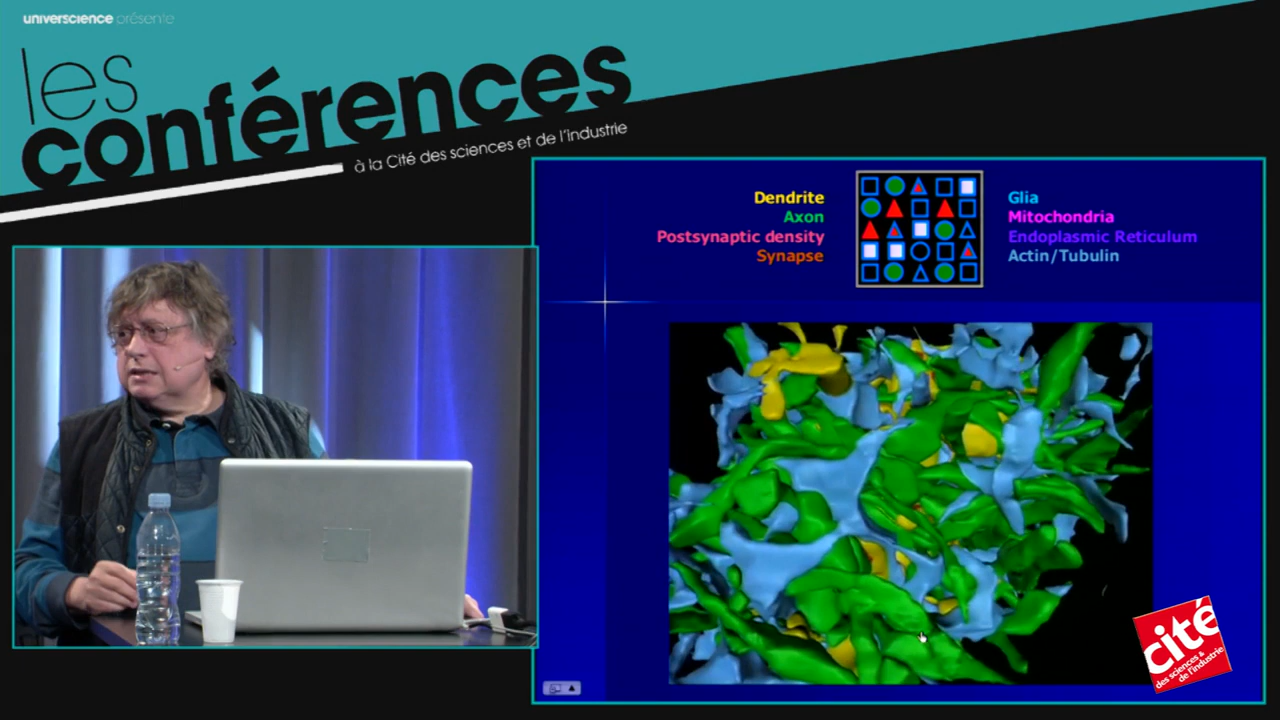 universcience présente
les
conférences
à la Cité des sciences et de l'industrie
Dendrite
Axon
Postsynaptic density
Synapse
Glia
Mitochondria
Endoplasmic Reticulum
Actin/Tubulin
cité
des sciences &
de l'industrie